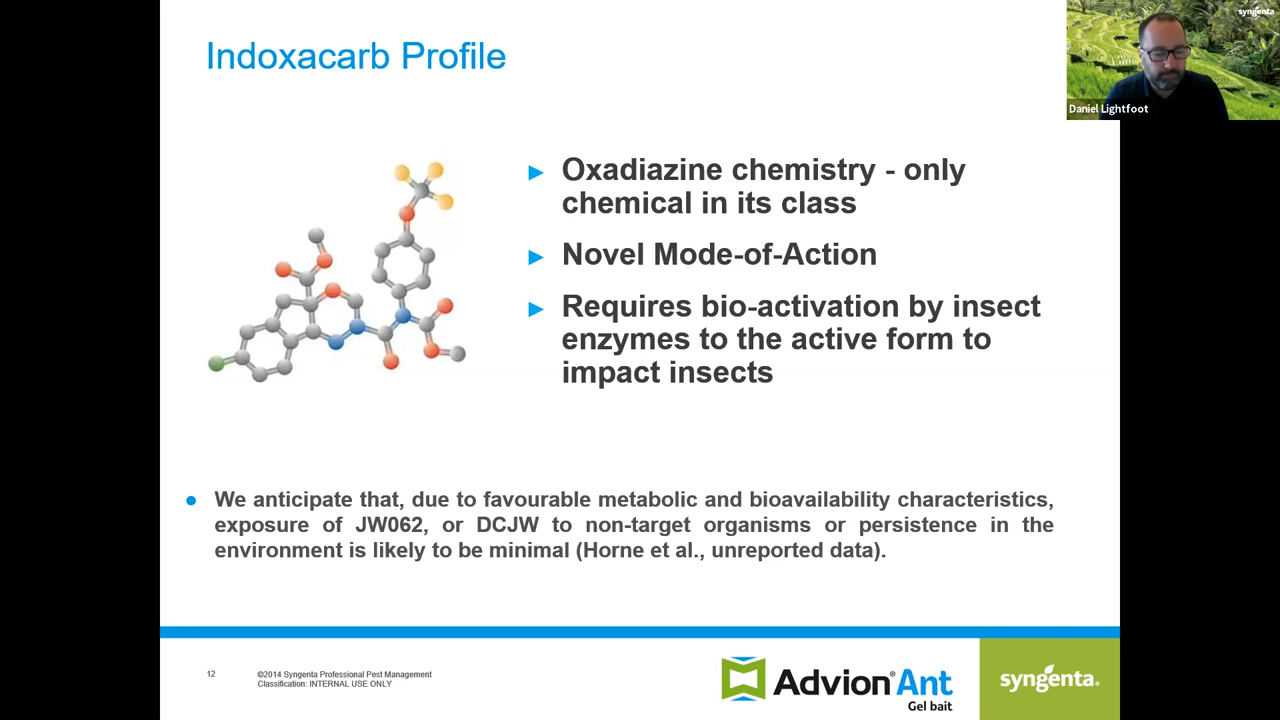 syngenta
Daniel Lightfoot
Indoxacarb Profile
► Oxadiazine chemistry - only
chemical in its class
► Novel Mode-of-Action
► Requires bio-activation by insect
enzymes to the active form to
impact insects
● We anticipate that, due to favourable metabolic and bioavailability characteristics,
exposure of JW062, or DCJW to non-target organisms or persistence in the
environment is likely to be minimal (Horne et al., unreported data).
12
©2014 Syngenta Professional Pest Management
Classification: INTERNAL USE ONLY
Advion® Ant
Gel bait
syngenta®